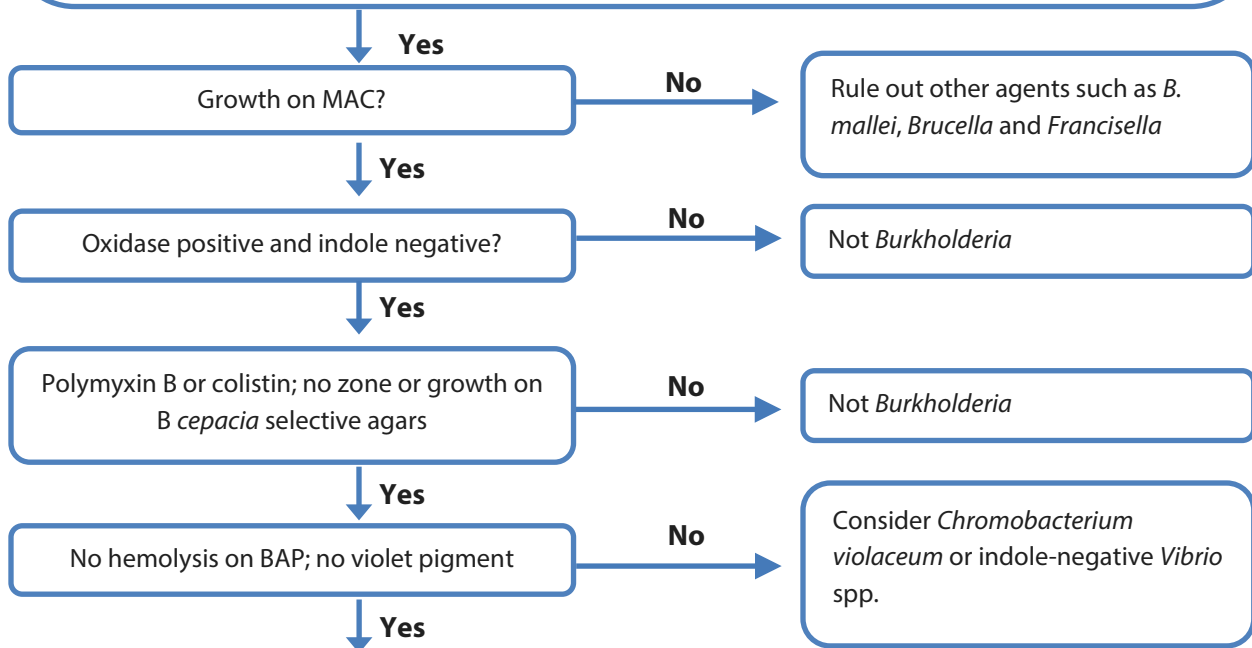 Yes
Growth on MAC?
No
Rule out other agents such as B.
mallei, Brucella and Francisella
Yes
Oxidase positive and indole negative?
No
Not Burkholderia
Yes
Polymyxin B or colistin; no zone or growth on
B cepacia selective agars
No
Not Burkholderia
Yes
No hemolysis on BAP; no violet pigment
No
Consider Chromobacterium
violaceum or indole-negative Vibrio
spp.
Yes